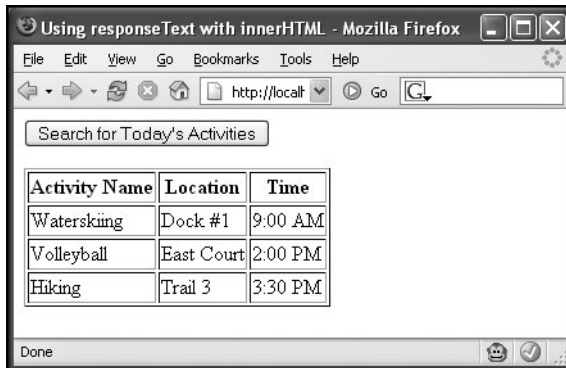 Using responseText with innerHTML - Mozilla Firefox
File Edit View Go Bookmarks Tools Help
http://localh Go G
Search for Today's Activities
Activity Name Location Time
Waterskiing Dock #1 9:00 AM
Volleyball East Court 2:00 PM
Hiking Trail 3 3:30 PM
Done